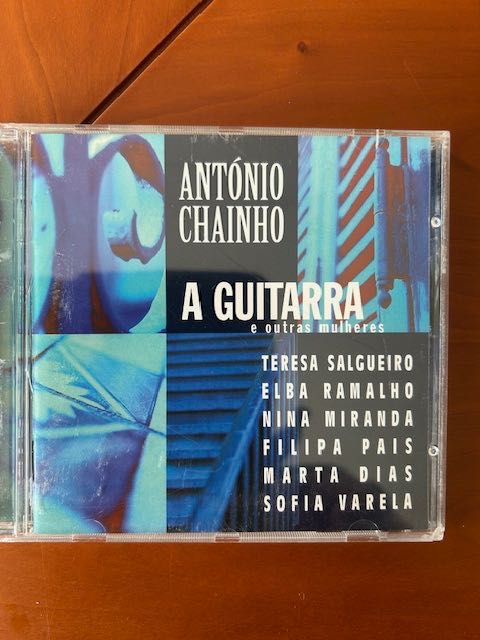 ANTÓNIO
CHAINHO
A GUITARRA
e outras mulheres
TERESA SALGUEIRO
ELBA RAMALHO
NINA MIRANDA
FILIPA PAIS
MARTA DIAS
SOFIA VARELA